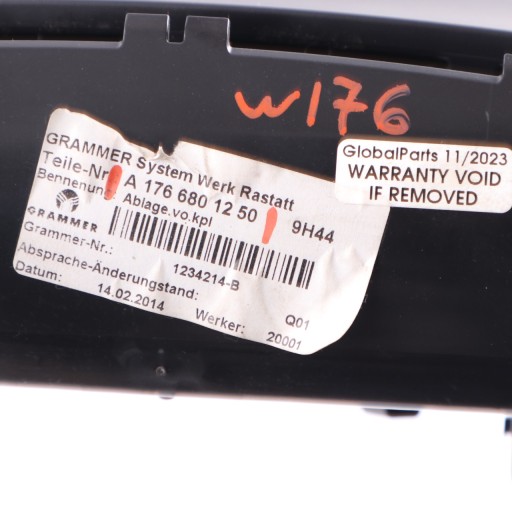 W176
GlobalParts 11/2023
WARRANTY VOID
IF REMOVED
GRAMMER System Werk Rastatt
Teile-Nr A 176 680 12 50 9H44
Bennenung Ablage.vo.kpl
GRAMMER
Grammer-Nr.: 1234214-B
Absprache-Änderungstand: Q01
Datum: 14.02.2014 Werker: 20001